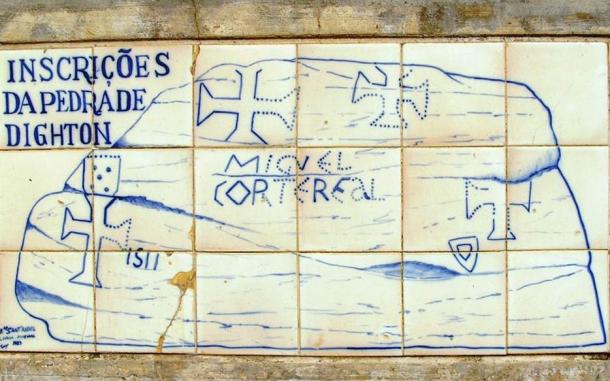 INSCRIÇÕES
DA PEDRA DE
DIGHTON
MIGUEL
CORTEREAL
1511